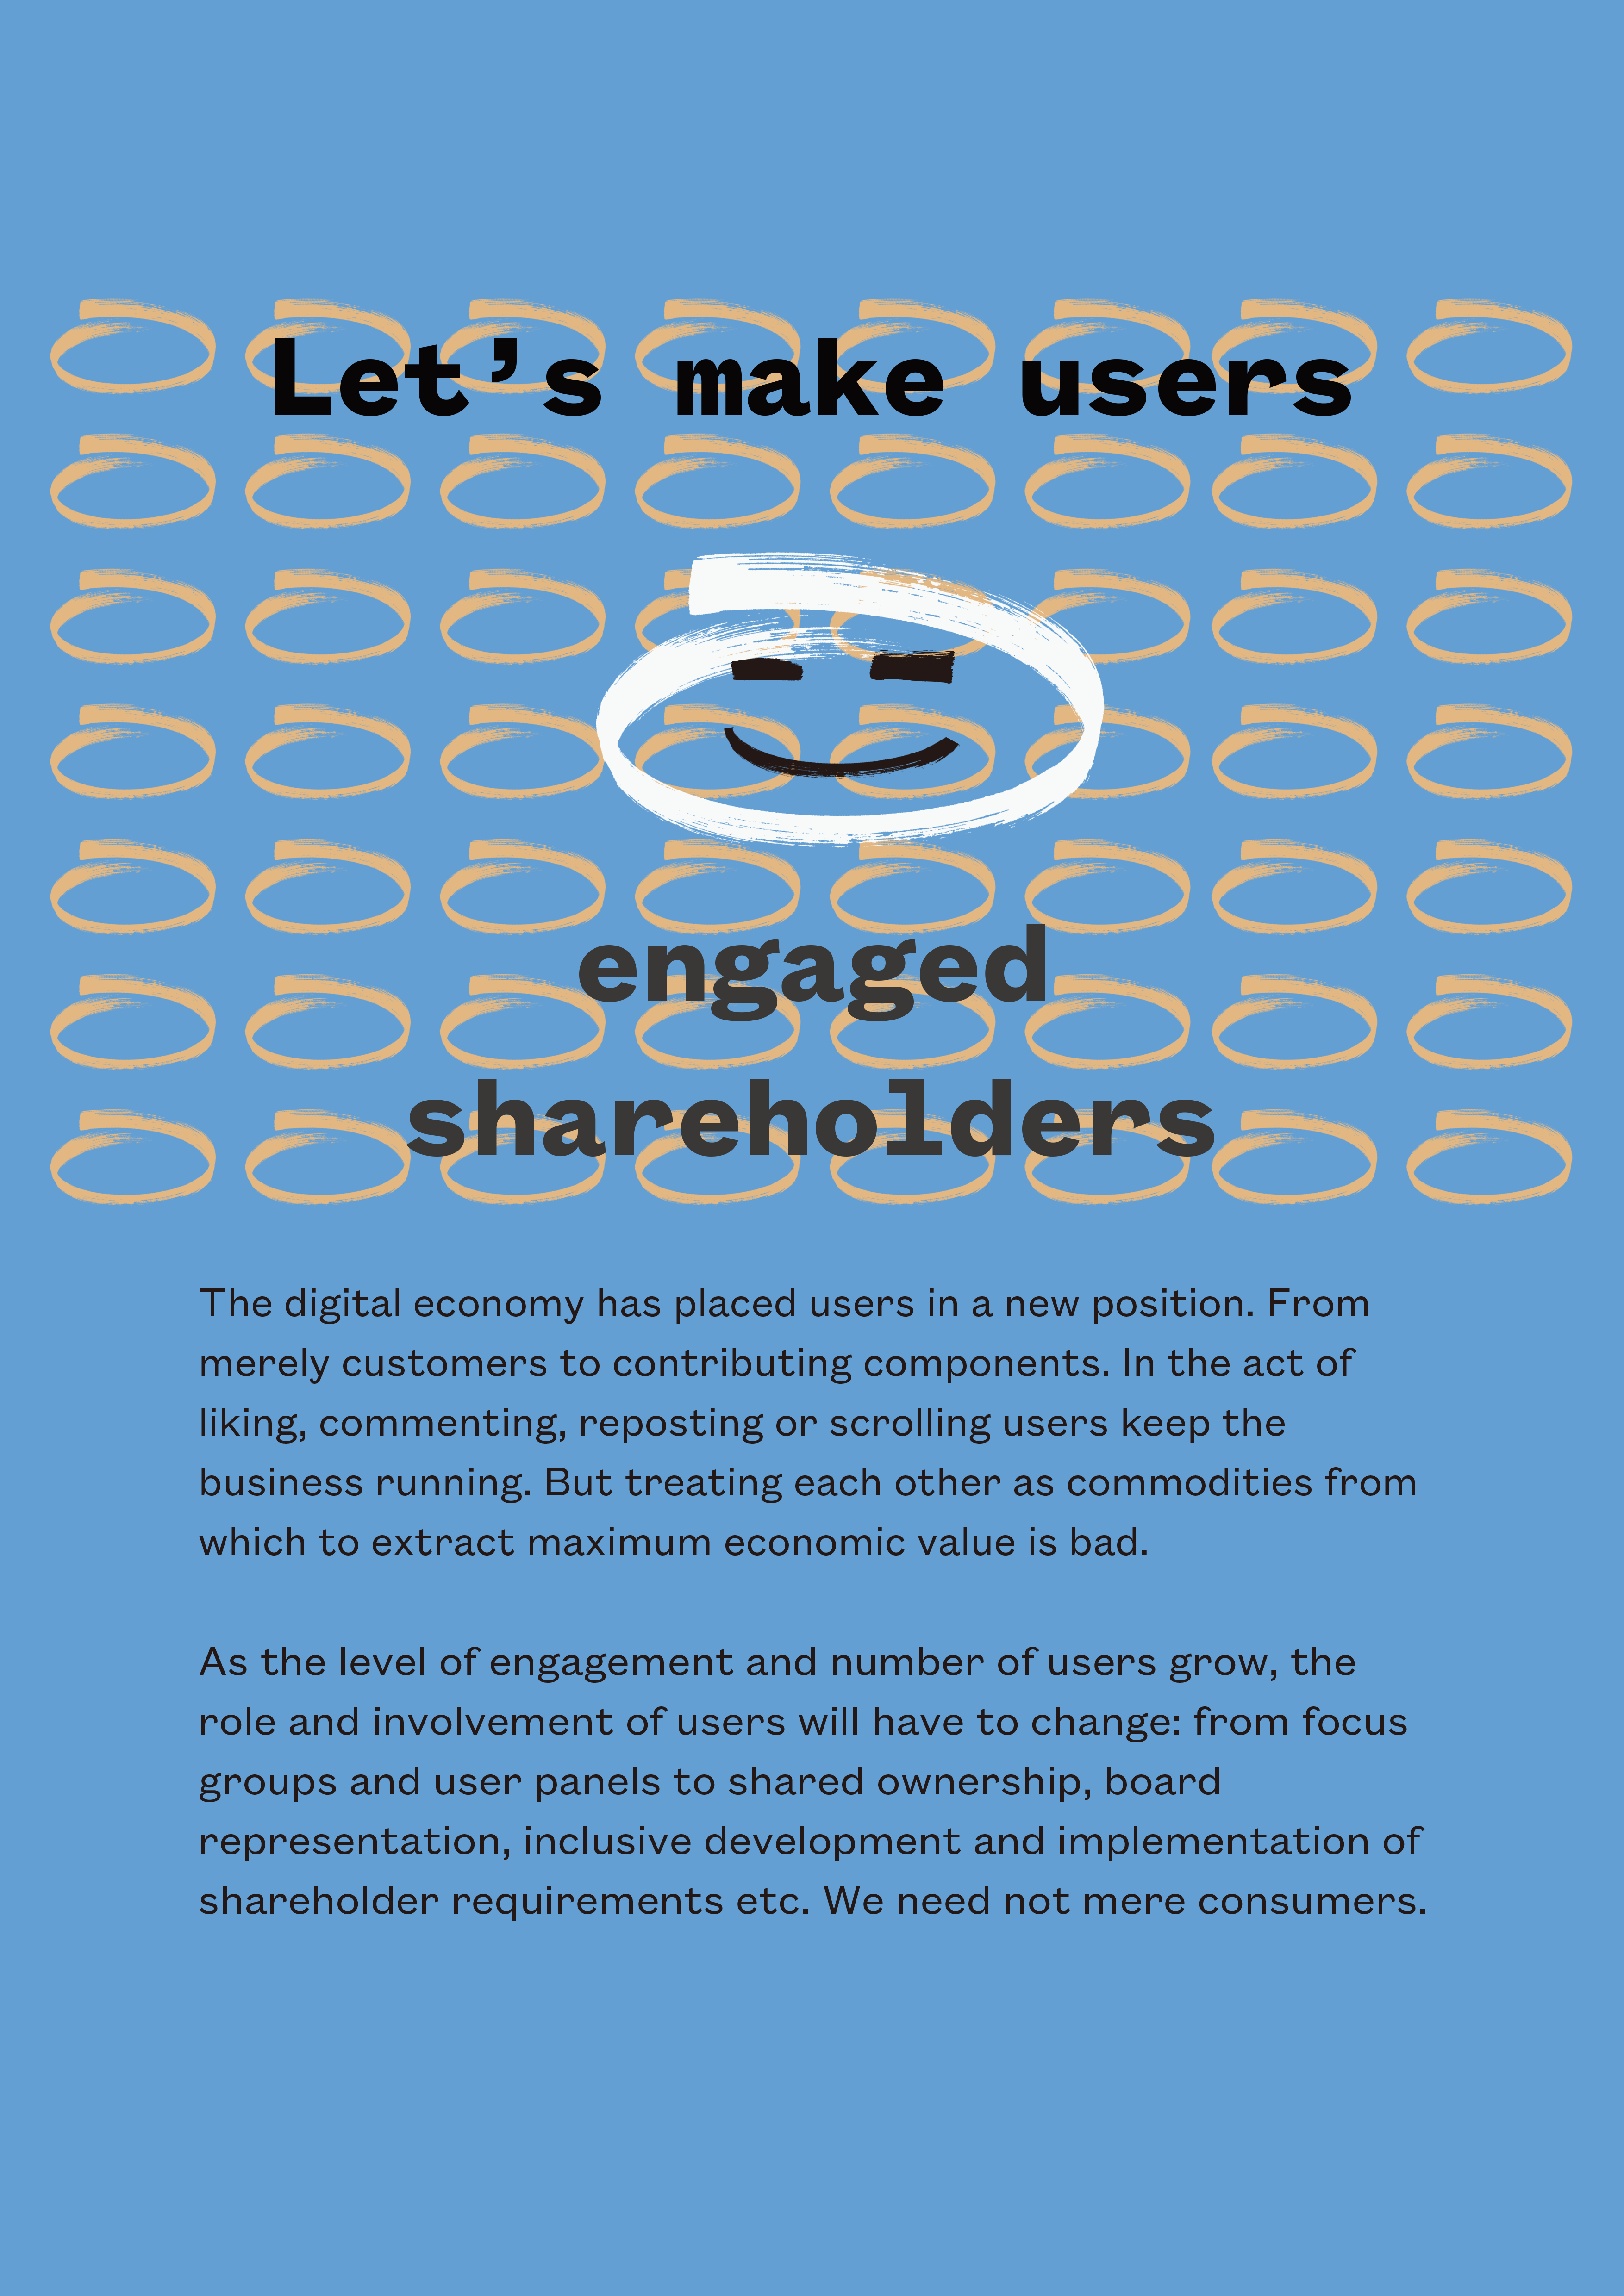 Let’s make users
engaged
shareholders
The digital economy has placed users in a new position. From
merely customers to contributing components. In the act of
liking, commenting, reposting or scrolling users keep the
business running. But treating each other as commodities from
which to extract maximum economic value is bad.
As the level of engagement and number of users grow, the
role and involvement of users will have to change: from focus
groups and user panels to shared ownership, board
representation, inclusive development and implementation of
shareholder requirements etc. We need not mere consumers.